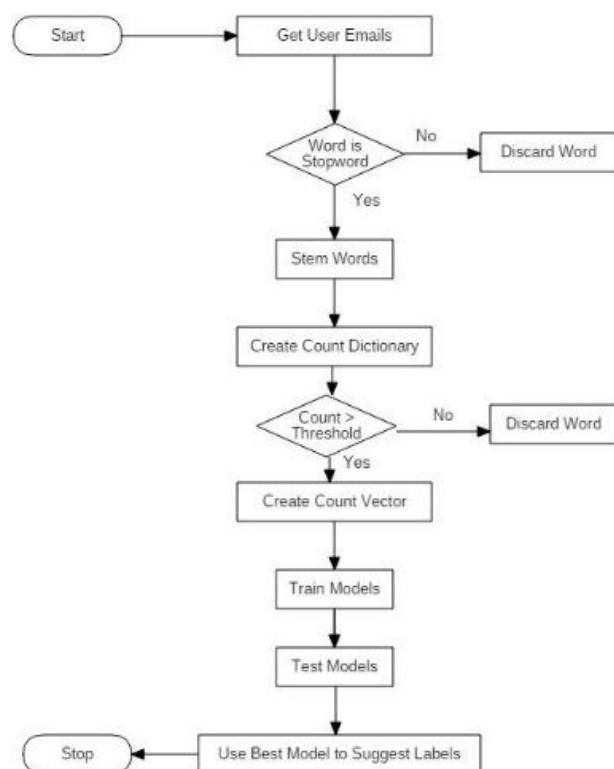 Start
Get User Emails
Word is
Stopword
No
Discard Word
Yes
Stem Words
Create Count Dictionary
Count >
Threshold
No
Discard Word
Yes
Create Count Vector
Train Models
Test Models
Stop
Use Best Model to Suggest Labels